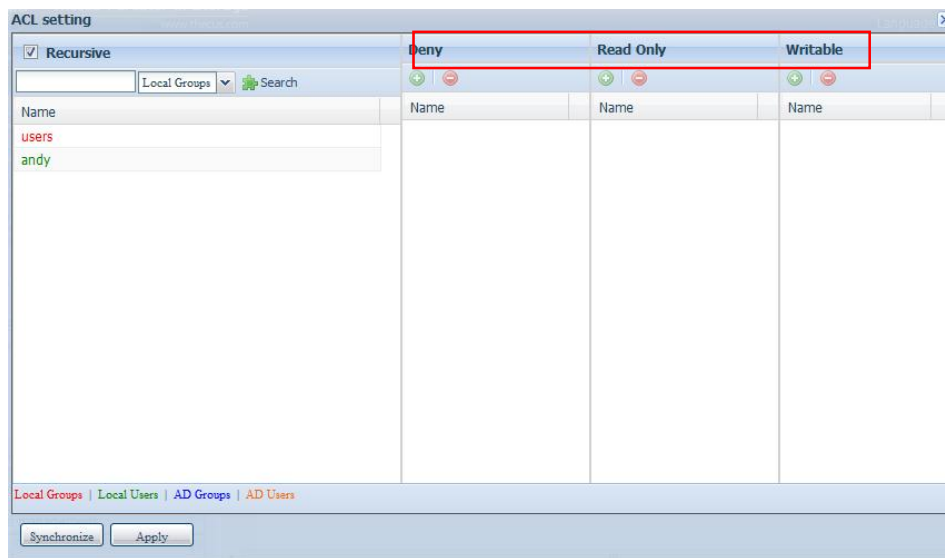 ACL setting
Recursive
Deny
Read Only
Writable
Local Groups
Search
Name
Name
Name
Name
users
andy
Local Groups | Local Users | AD Groups | AD Users
Synchronize
Apply